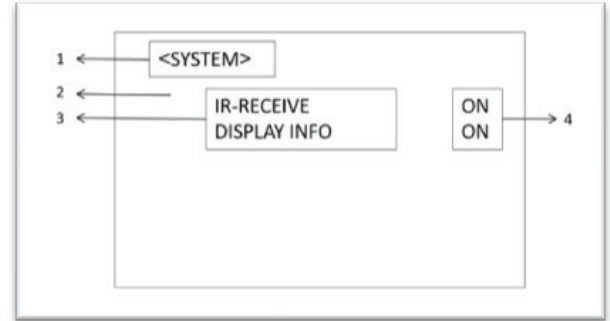 1 <SYSTEM>
2
IR-RECEIVE ON
3 DISPLAY INFO ON 4